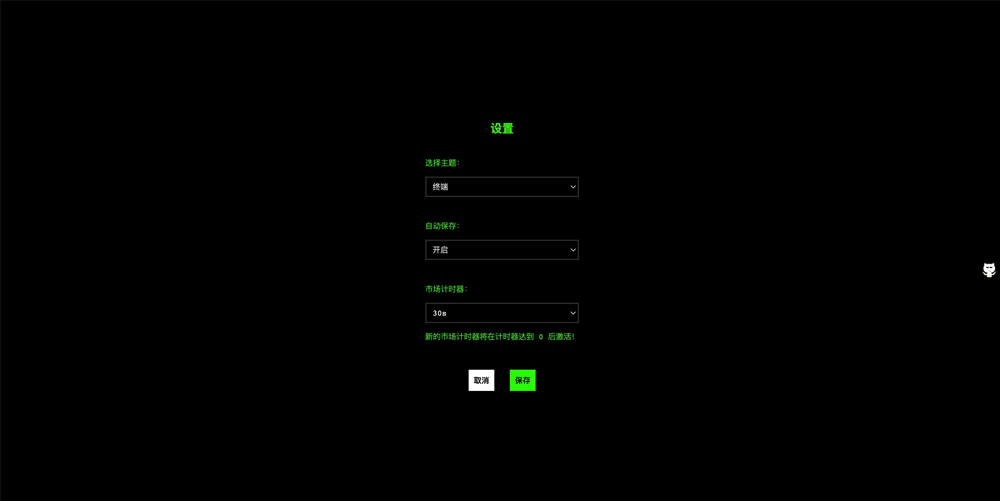 设置
选择主题:
终端
自动保存:
开启
市场计时器:
30s
新的市场计时器将在计时器达到 0 后激活!
取消
保存